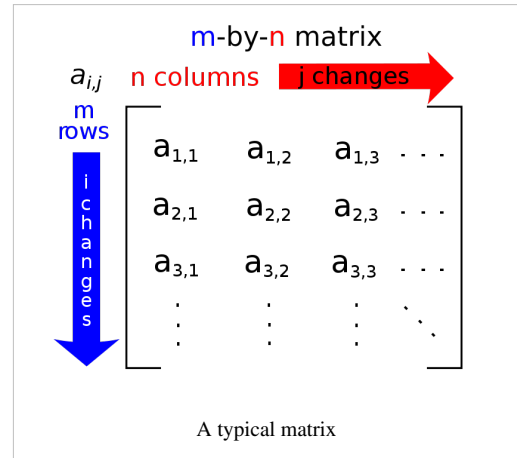 m-by-n matrix
a i,j n columns j changes
m
rows
i changes
a1,1 a1,2 a1,3 . . .
a2,1 a2,2 a2,3 . . .
a3,1 a3,2 a3,3 . . .
. . . .
. . . .
. . . .
A typical matrix